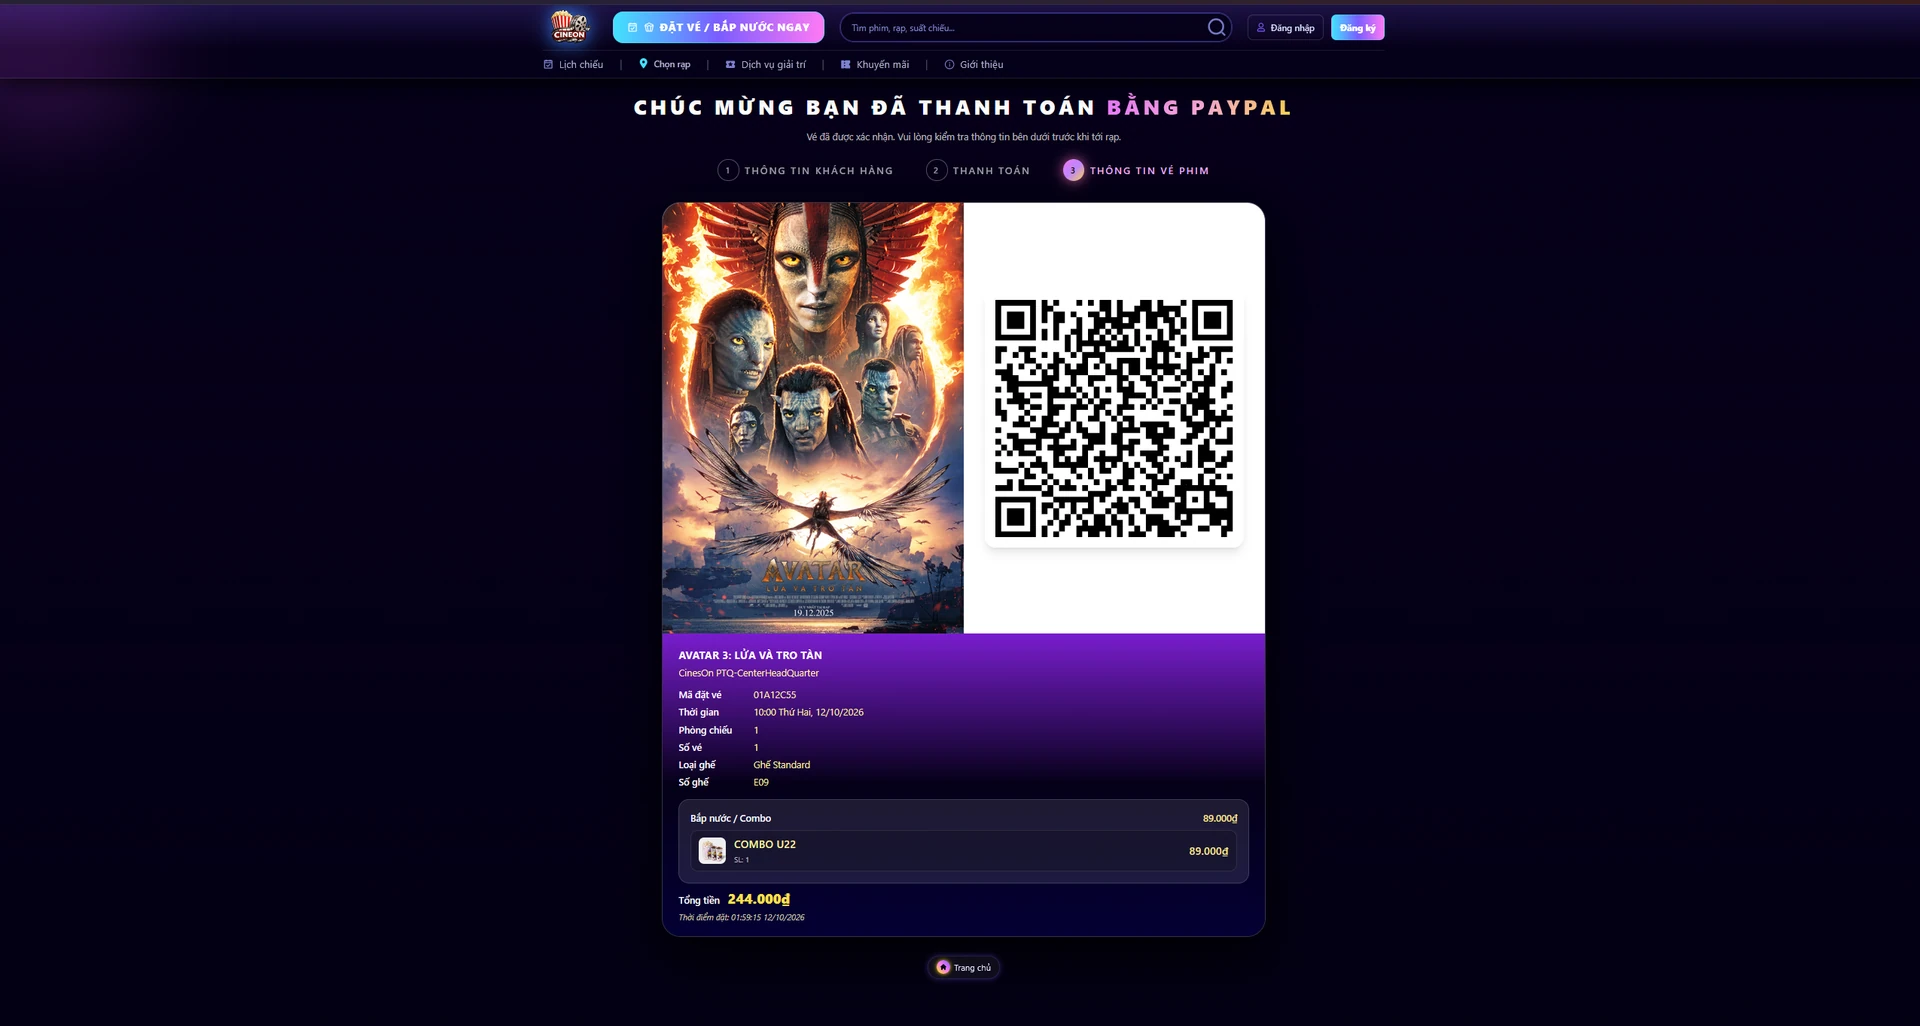 CINEON
ĐẶT VÉ / BẮP NƯỚC NGAY
Tìm phim, rạp, suất chiếu...
Đăng nhập
Đăng ký
Lịch chiếu | Chọn rạp | Dịch vụ giải trí | Khuyến mãi | Giới thiệu
CHÚC MỪNG BẠN ĐÃ THANH TOÁN BẰNG PAYPAL
Vé đã được xác nhận. Vui lòng kiểm tra thông tin bên dưới trước khi tới rạp.
1 THÔNG TIN KHÁCH HÀNG
2 THANH TOÁN
3 THÔNG TIN VÉ PHIM
AVATAR
LỬA VÀ TRO TÀN
19.12.2025
AVATAR 3: LỬA VÀ TRO TÀN
CinesOn PTQ-CenterHeadQuarter
Mã đặt vé 01A12C55
Thời gian 10:00 Thứ Hai, 12/10/2026
Phòng chiếu 1
Số vé 1
Loại ghế Ghế Standard
Số ghế E09
Bắp nước / Combo 89.000₫
COMBO U22 89.000₫
SL: 1
Tổng tiền 244.000₫
Thời điểm đặt: 01:59:15 12/10/2026
Trang chủ